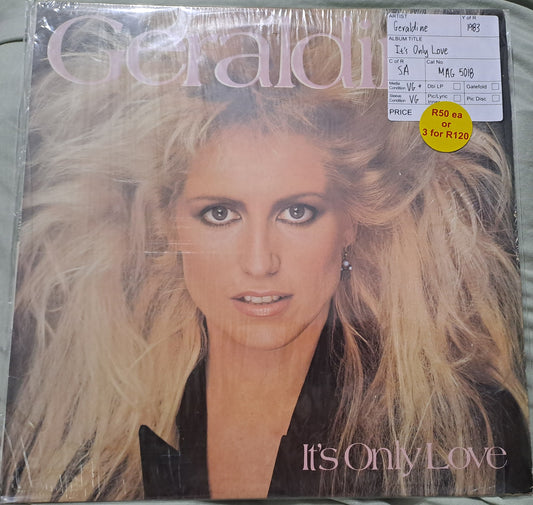 Geraldi
ARTIST
Y of R
Geraldine
1983
ALBUM TITLE
It's Only Love
C of R
Cat No
SA
MAG 5018
Media Condition VG+ Dbl LP Gatefold
Sleeve Condition VG Pic/Lyric Pic Disc
PRICE
R50 ea
or
3 for R120
It's Only Love